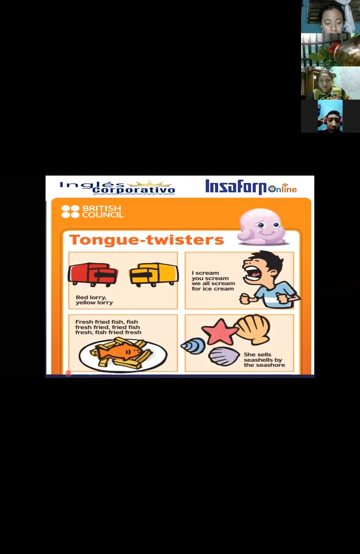 Inglés
corporativo
Insaforp
Online
BRITISH
COUNCIL
Tongue-twisters
Red lorry,
yellow lorry
I scream
you scream
we all scream
for ice cream
Fresh fried fish, fish
fresh fried, fried fish
fresh, fish fried fresh
She sells
seashells by
the seashore